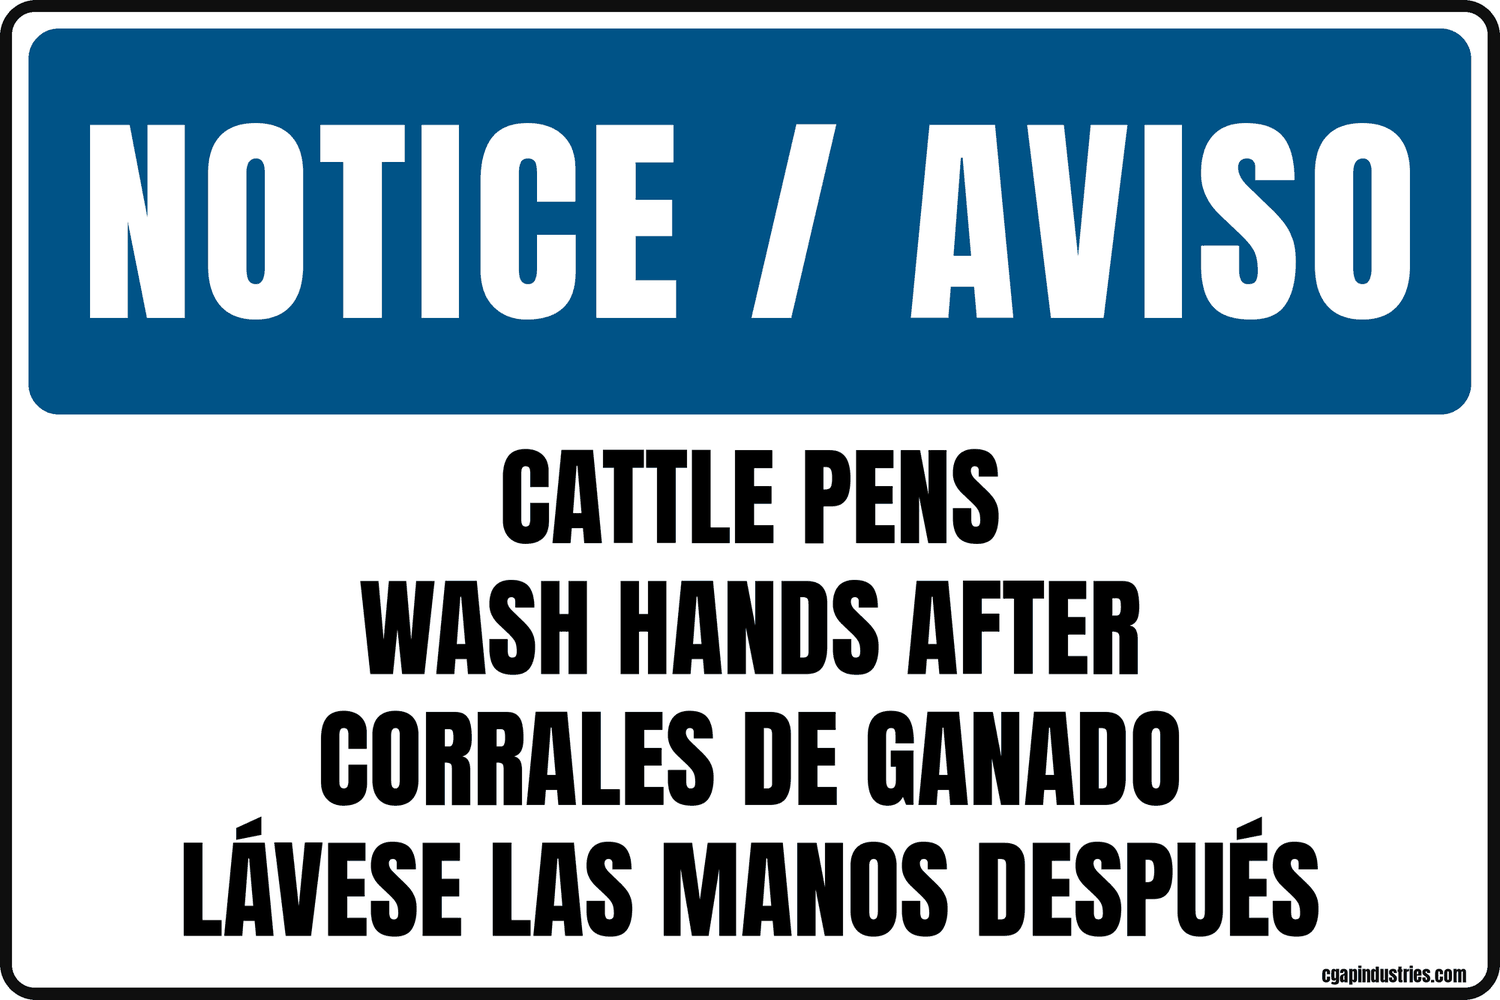 NOTICE / AVISO
CATTLE PENS
WASH HANDS AFTER
CORRALES DE GANADO
LÁVESE LAS MANOS DESPUÉS
cgapindustries.com